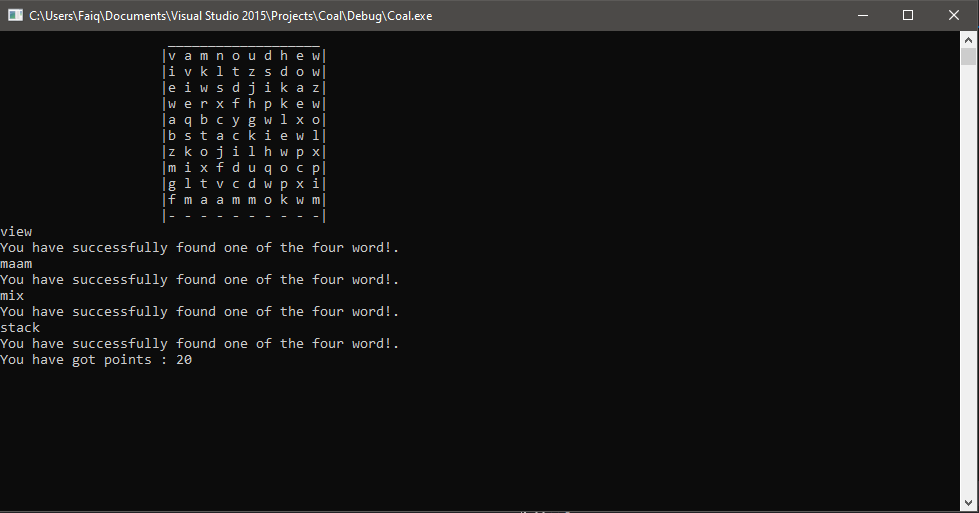 C:\Users\Faiq\Documents\Visual Studio 2015\Projects\Coal\Debug\Coal.exe
___________________
|v a m n o u d h e w|
|i v k l t z s d o w|
|e i w s d j i k a z|
|w e r x f h p k e w|
|a q b c y g w l x o|
|b s t a c k i e w l|
|z k o j i l h w p x|
|m i x f d u q o c p|
|g l t v c d w p x i|
|f m a a m m o k w m|
|- - - - - - - - - -|
view
You have successfully found one of the four word!.
maam
You have successfully found one of the four word!.
mix
You have successfully found one of the four word!.
stack
You have successfully found one of the four word!.
You have got points : 20